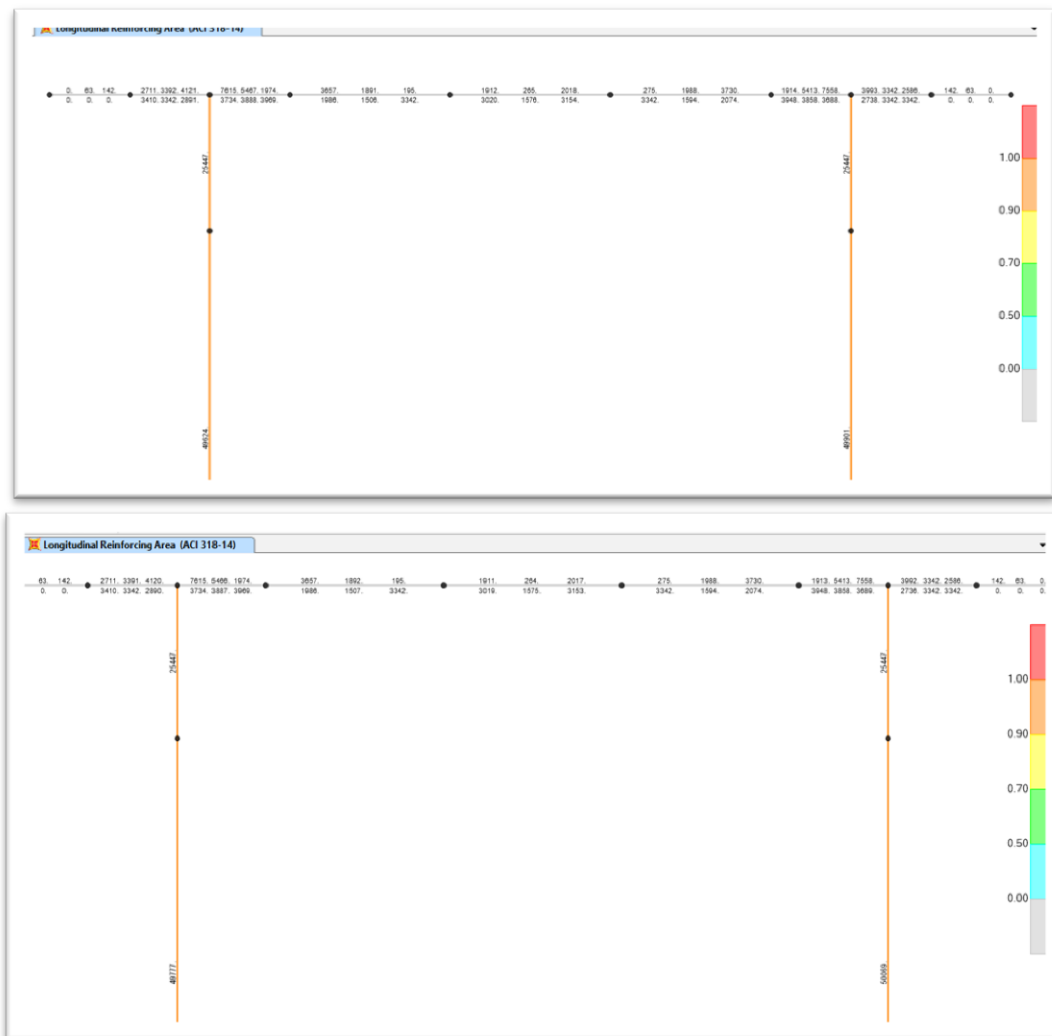 Longitudinal Reinforcing Area (ACI 318-14)
0. 63. 142. 2711. 3392. 4121. 7615. 5467. 1974. 3657. 1891. 195. 1912. 265. 2018. 275. 1988. 3730. 1914. 5413. 7558. 3993. 3342. 2586. 142. 63. 0.
0. 0. 0. 3410. 3342. 2891. 3734. 3888. 3969. 1986. 1506. 3342. 3020. 1576. 3154. 3342. 1594. 2074. 3948. 3858. 3688. 2738. 3342. 3342. 0. 0. 0.
25447. 25447.
1.00
0.90
0.70
0.50
0.00
49624. 49901.
Longitudinal Reinforcing Area (ACI 318-14)
63. 142. 2711. 3391. 4120. 7615. 5466. 1974. 3657. 1892. 195. 1911. 264. 2017. 275. 1988. 3730. 1913. 5413. 7558. 3992. 3342. 2586. 142. 63. 0.
0. 0. 3410. 3342. 2890. 3734. 3887. 3969. 1986. 1507. 3342. 3019. 1575. 3153. 3342. 1594. 2074. 3948. 3858. 3689. 2736. 3342. 3342. 0. 0. 0.
25447. 25447.
1.00
0.90
0.70
0.50
0.00
49777. 50069.